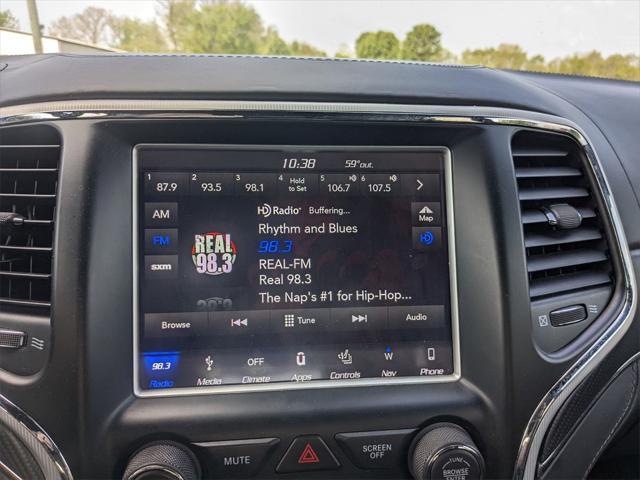 10:38 59° out.
1 87.9 2 93.5 3 98.1 4 Hold to Set 5 106.7 6 107.5
AM
FM
sxm
HD Radio Buffering...
Rhythm and Blues
98.3
REAL-FM
Real 98.3
The Nap's #1 for Hip-Hop...
REAL
98.3
Map
Browse Tune Audio
98.3 OFF W
Radio Media Climate Apps Controls Nav Phone
MUTE
SCREEN OFF
TUNE
BROWSE
ENTER